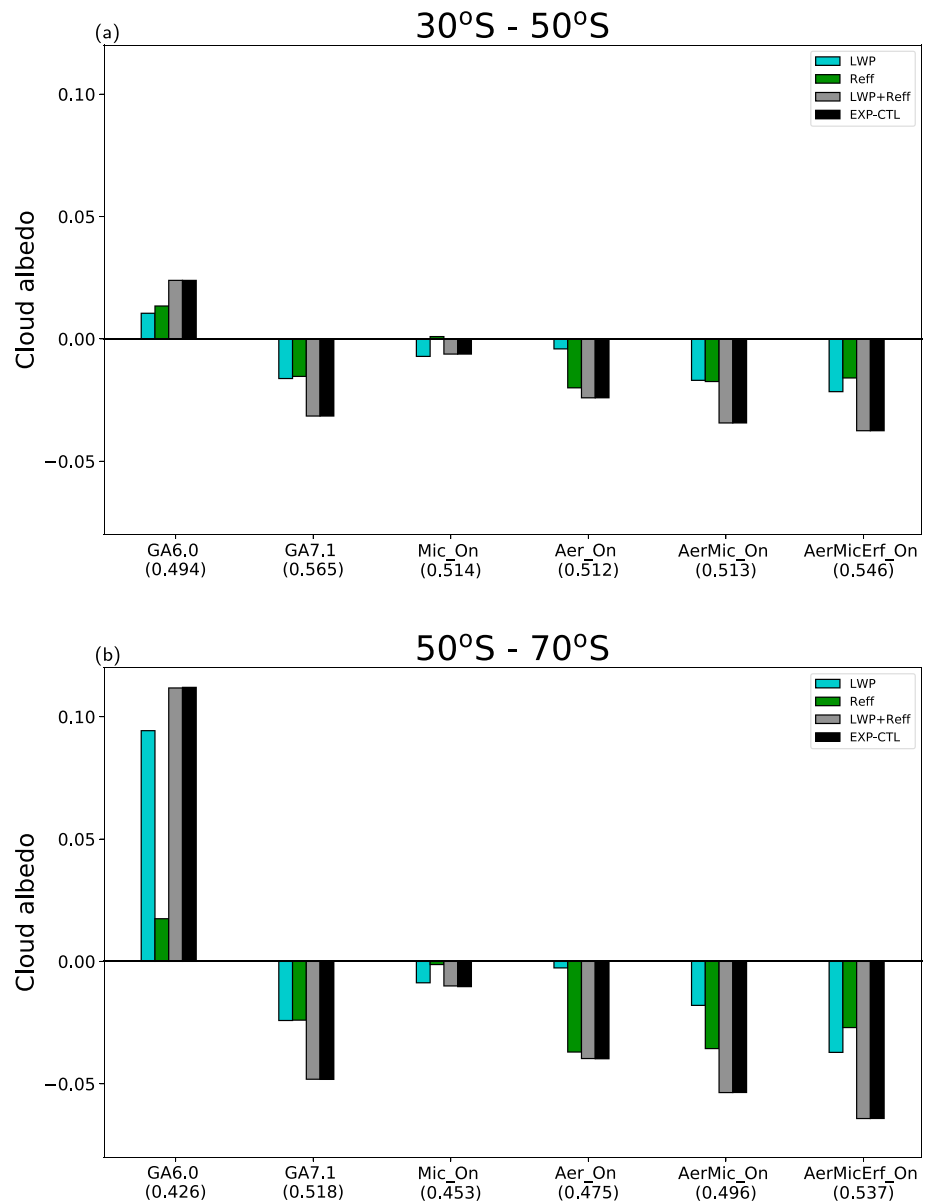 (a)
30°S - 50°S
LWP
Reff
LWP+Reff
EXP-CTL
Cloud albedo
0.10
0.05
0.00
−0.05
GA6.0 GA7.1 Mic_On Aer_On AerMic_On AerMicErf_On
(0.494) (0.565) (0.514) (0.512) (0.513) (0.546)
(b)
50°S - 70°S
LWP
Reff
LWP+Reff
EXP-CTL
Cloud albedo
0.10
0.05
0.00
−0.05
GA6.0 GA7.1 Mic_On Aer_On AerMic_On AerMicErf_On
(0.426) (0.518) (0.453) (0.475) (0.496) (0.537)